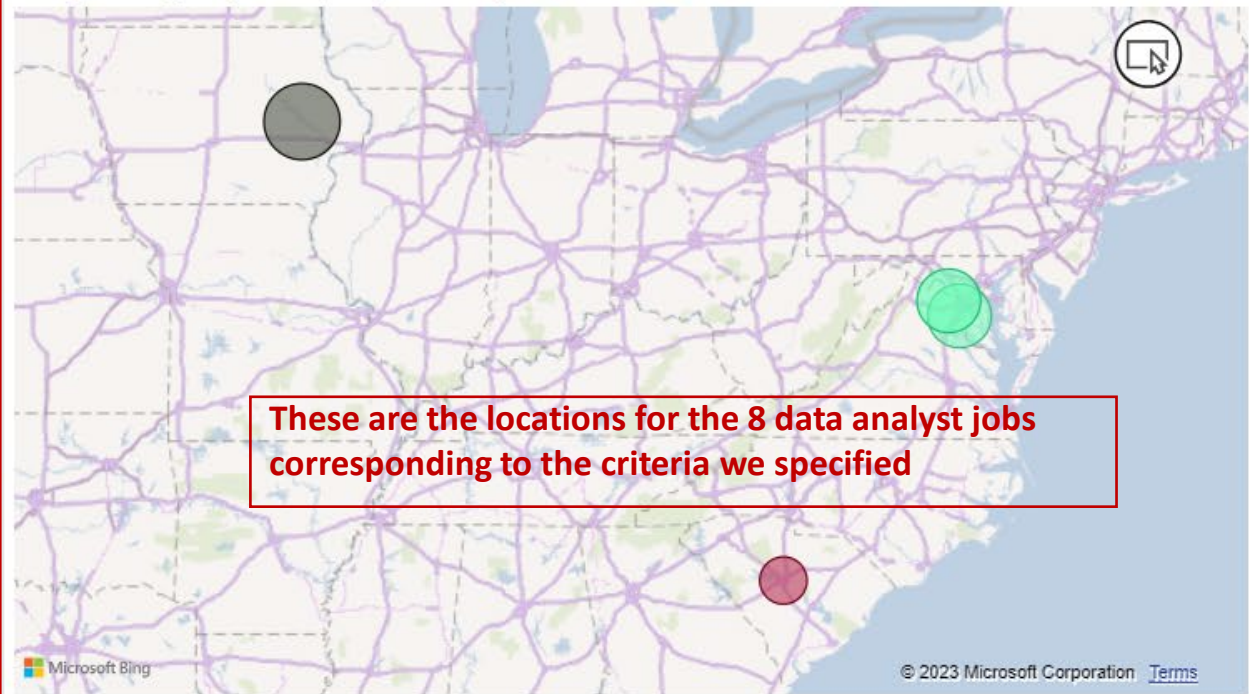 These are the locations for the 8 data analyst jobs
corresponding to the criteria we specified
Microsoft Bing
© 2023 Microsoft Corporation Terms